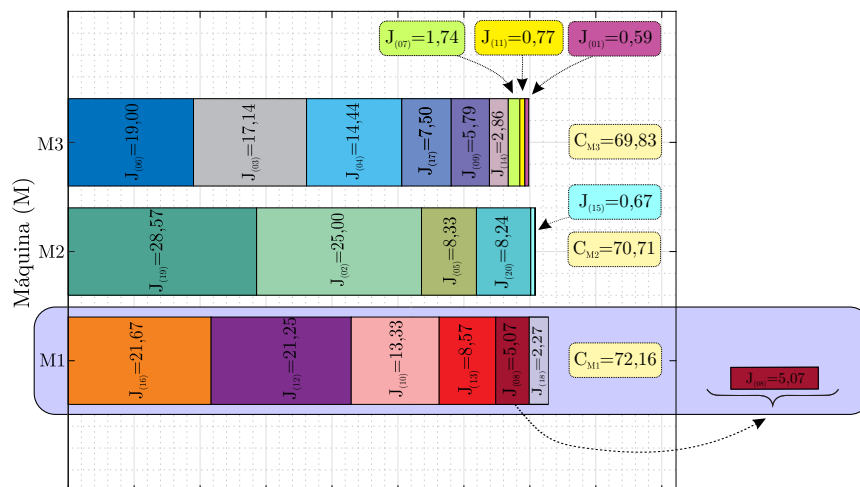 J(07)=1,74
J(11)=0,77
J(01)=0,59
Máquina (M)
M3
J(06)=19,00
J(03)=17,14
J(04)=14,44
J(17)=7,50
J(09)=5,79
J(14)=2,86
CM3=69,83
J(15)=0,67
M2
J(19)=28,57
J(02)=25,00
J(05)=8,33
J(20)=8,24
CM2=70,71
M1
J(16)=21,67
J(12)=21,25
J(10)=13,33
J(13)=8,57
J(08)=5,07
J(18)=2,27
CM1=72,16
J(08)=5,07